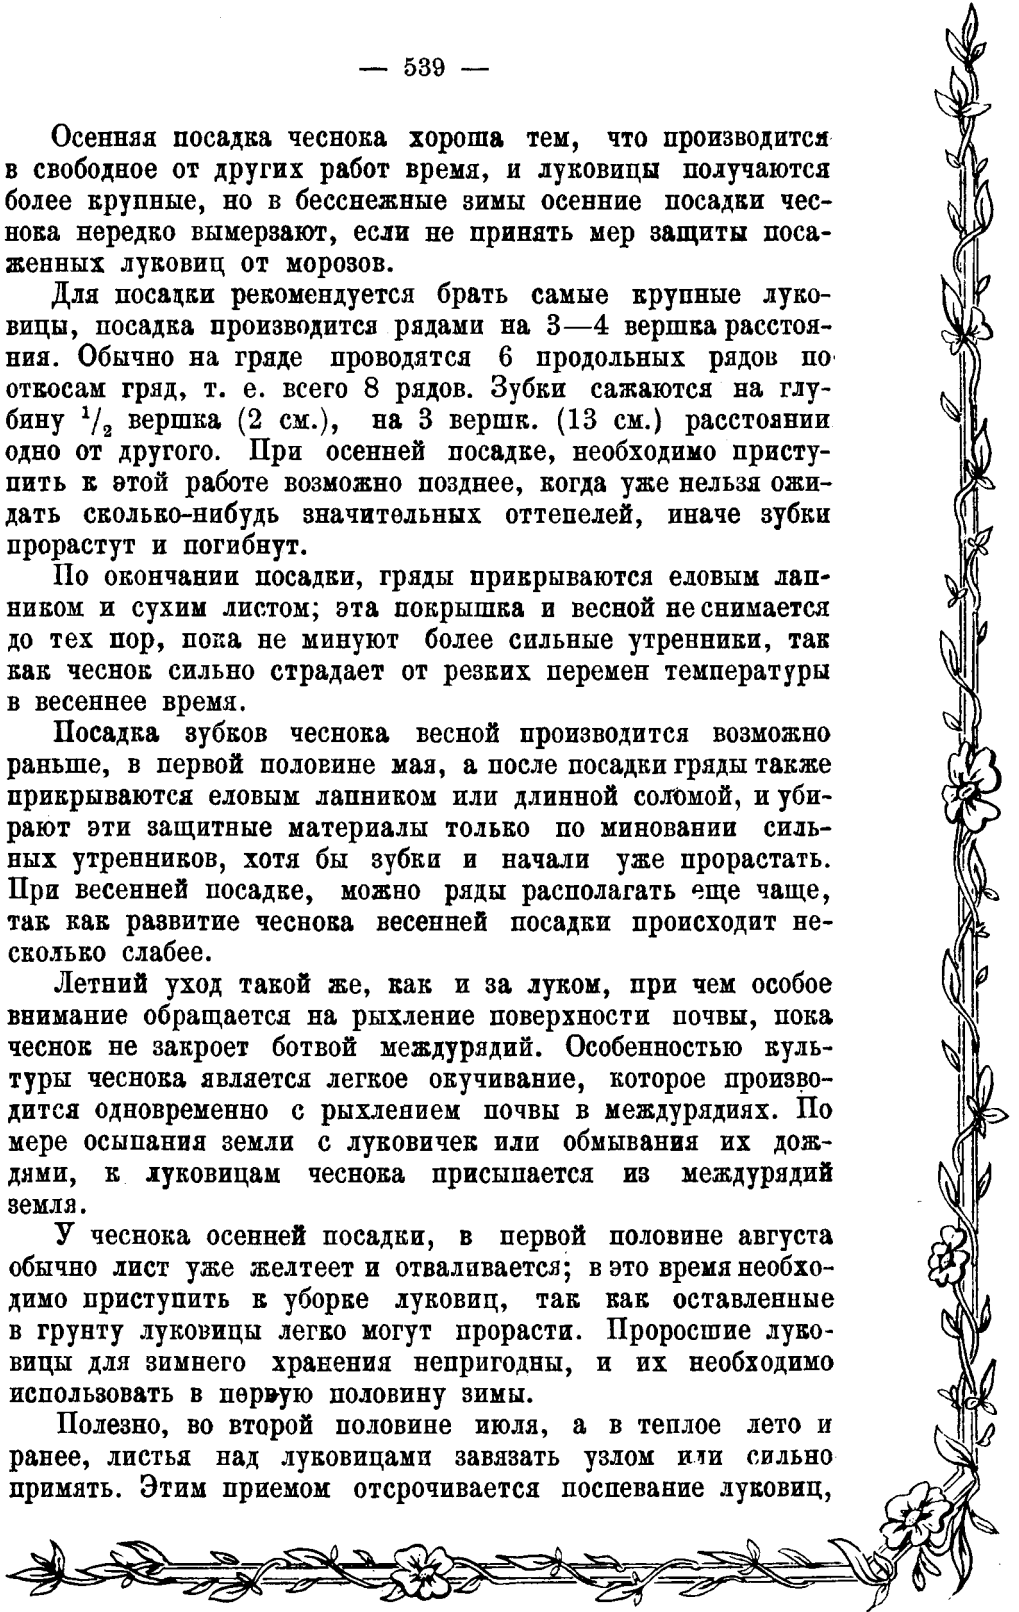 — 539 —
Осенняя посадка чеснока хороша тем, что производится
в свободное от других работ время, и луковицы получаются
более крупные, но в бесснежные зимы осенние посадки чес-
нока нередко вымерзают, если не принять мер защиты поса-
женных луковиц от морозов.
Для посадки рекомендуется брать самые крупные луко-
вицы, посадка производится рядами на 3—4 вершка расстоя-
ния. Обычно на гряде проводятся 6 продольных рядов по
откосам гряд, т. е. всего 8 рядов. Зубки сажаются на глу-
бину ¹/₂ вершка (2 см.), на 3 вершк. (13 см.) расстоянии
одно от другого. При осенней посадке, необходимо присту-
пить к этой работе возможно позднее, когда уже нельзя ожи-
дать сколько-нибудь значительных оттепелей, иначе зубки
прорастут и погибнут.
По окончании посадки, гряды прикрываются еловым лап-
ником и сухим листом; эта покрышка и весной не снимается
до тех пор, пока не минуют более сильные утренники, так
как чеснок сильно страдает от резких перемен температуры
в весеннее время.
Посадка зубков чеснока весной производится возможно
раньше, в первой половине мая, а после посадки гряды также
прикрываются еловым лапником или длинной соломой, и уби-
рают эти защитные материалы только по миновании силь-
ных утренников, хотя бы зубки и начали уже прорастать.
При весенней посадке, можно ряды располагать еще чаще,
так как развитие чеснока весенней посадки происходит не-
сколько слабее.
Летний уход такой же, как и за луком, при чем особое
внимание обращается на рыхление поверхности почвы, пока
чеснок не закроет ботвой междурядий. Особенностью куль-
туры чеснока является легкое окучивание, которое произво-
дится одновременно с рыхлением почвы в междурядиях. По
мере осыпания земли с луковичек или обмывания их дож-
дями, к луковицам чеснока присыпается из междурядий
земля.
У чеснока осенней посадки, в первой половине августа
обычно лист уже желтеет и отваливается; в это время необхо-
димо приступить к уборке луковиц, так как оставленные
в грунту луковицы легко могут прорасти. Проросшие луко-
вицы для зимнего хранения непригодны, и их необходимо
использовать в первую половину зимы.
Полезно, во второй половине июля, а в теплое лето и
ранее, листья над луковицами завязать узлом или сильно
примять. Этим приемом отсрочивается поспевание луковиц,